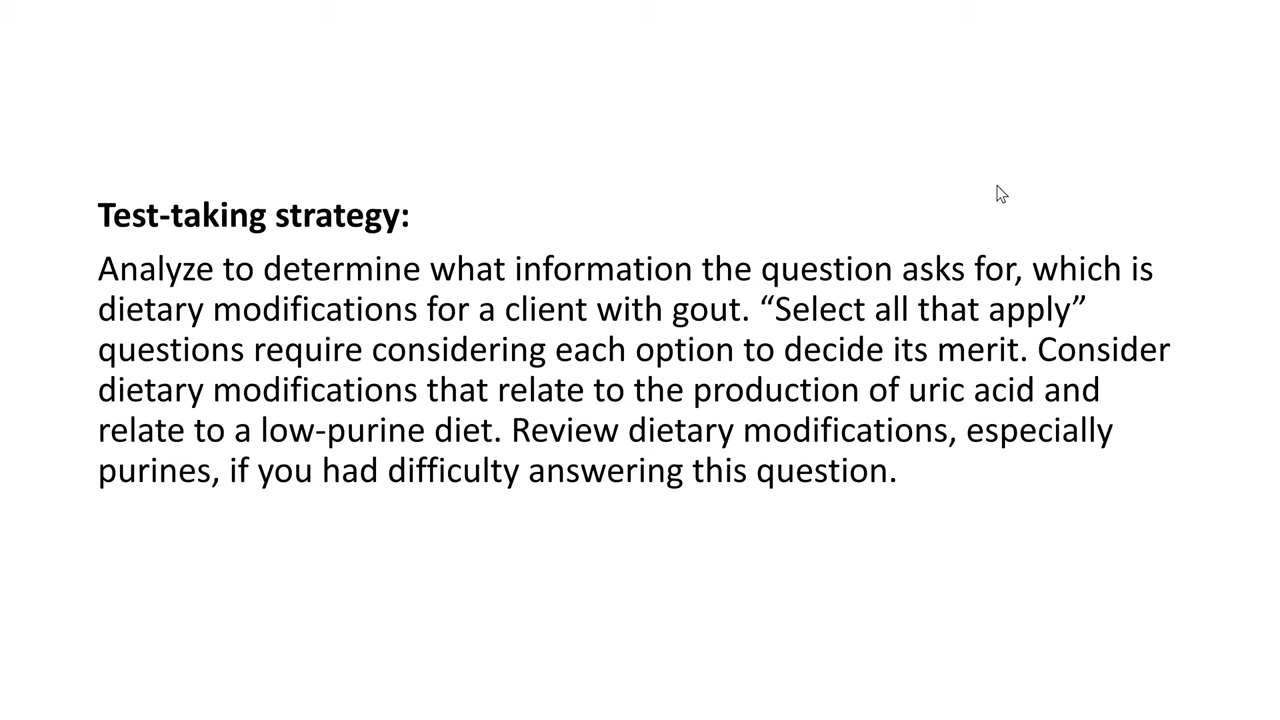 Test-taking strategy:
Analyze to determine what information the question asks for, which is
dietary modifications for a client with gout. “Select all that apply”
questions require considering each option to decide its merit. Consider
dietary modifications that relate to the production of uric acid and
relate to a low-purine diet. Review dietary modifications, especially
purines, if you had difficulty answering this question.